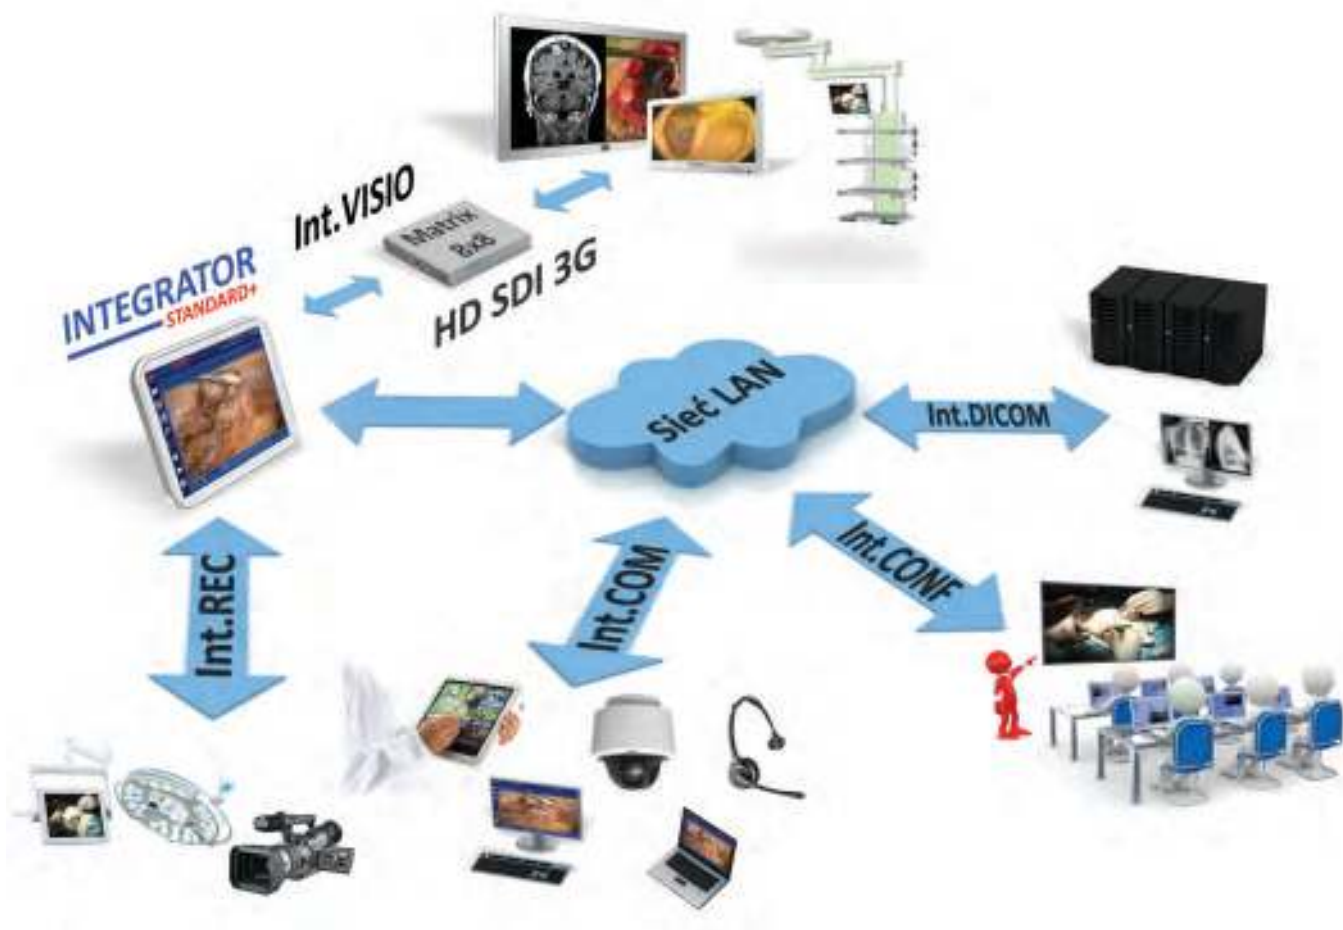 Int.VISIO
Matrix
8x8
HD SDI 3G
INTEGRATOR
STANDARD+
Sieć LAN
Int.DICOM
Int.REC
Int.COM
Int.CONF